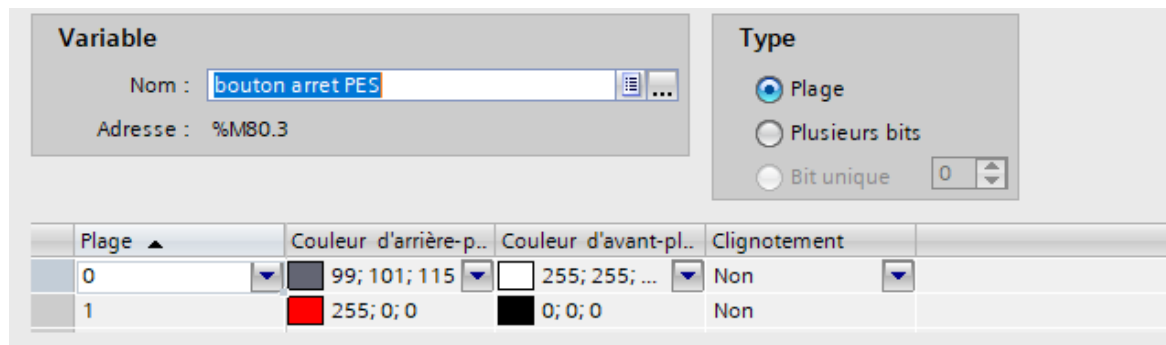 Variable
Nom : bouton arret PES ...
Adresse : %M80.3
Type
Plage
Plusieurs bits
Bit unique 0
Plage Couleur d'arrière-p.. Couleur d'avant-pl.. Clignotement
0 99; 101; 115 255; 255; ... Non
1 255; 0; 0 0; 0; 0 Non